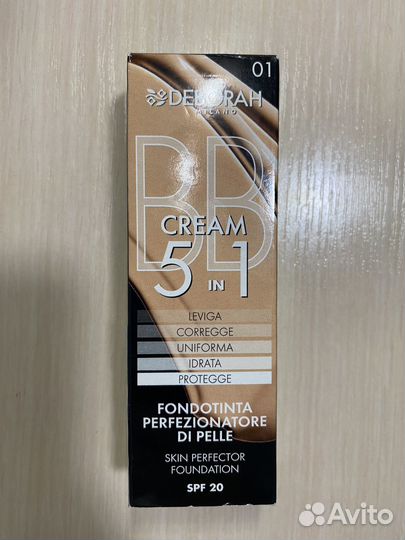 01
DEBORAH
MILANO
BB
CREAM
5 IN 1
LEVIGA
CORREGGE
UNIFORMA
IDRATA
PROTEGGE
FONDOTINTA
PERFEZIONATORE
DI PELLE
SKIN PERFECTOR
FOUNDATION
SPF 20
Avito